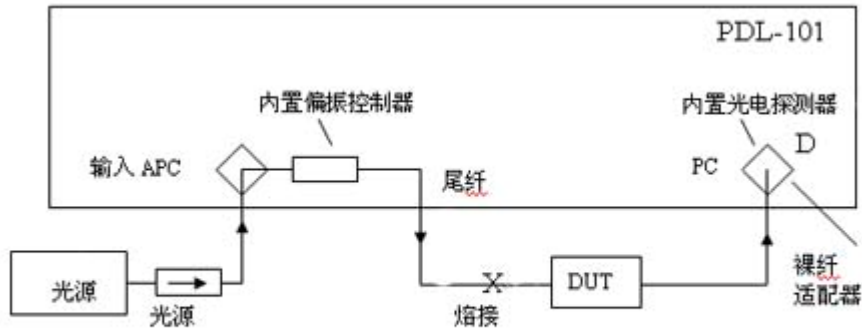 PDL-101
内置偏振控制器
内置光电探测器
输入 APC
尾纤
PC
D
光源
光源
熔接
DUT
裸纤
适配器